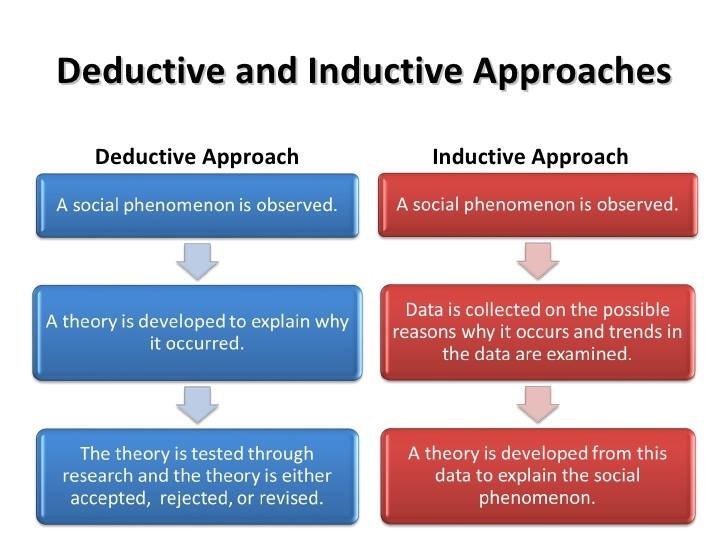 Deductive and Inductive Approaches
Deductive Approach
A social phenomenon is observed.
A theory is developed to explain why
it occurred.
The theory is tested through
research and the theory is either
accepted, rejected, or revised.
Inductive Approach
A social phenomenon is observed.
Data is collected on the possible
reasons why it occurs and trends in
the data are examined.
A theory is developed from this
data to explain the social
phenomenon.